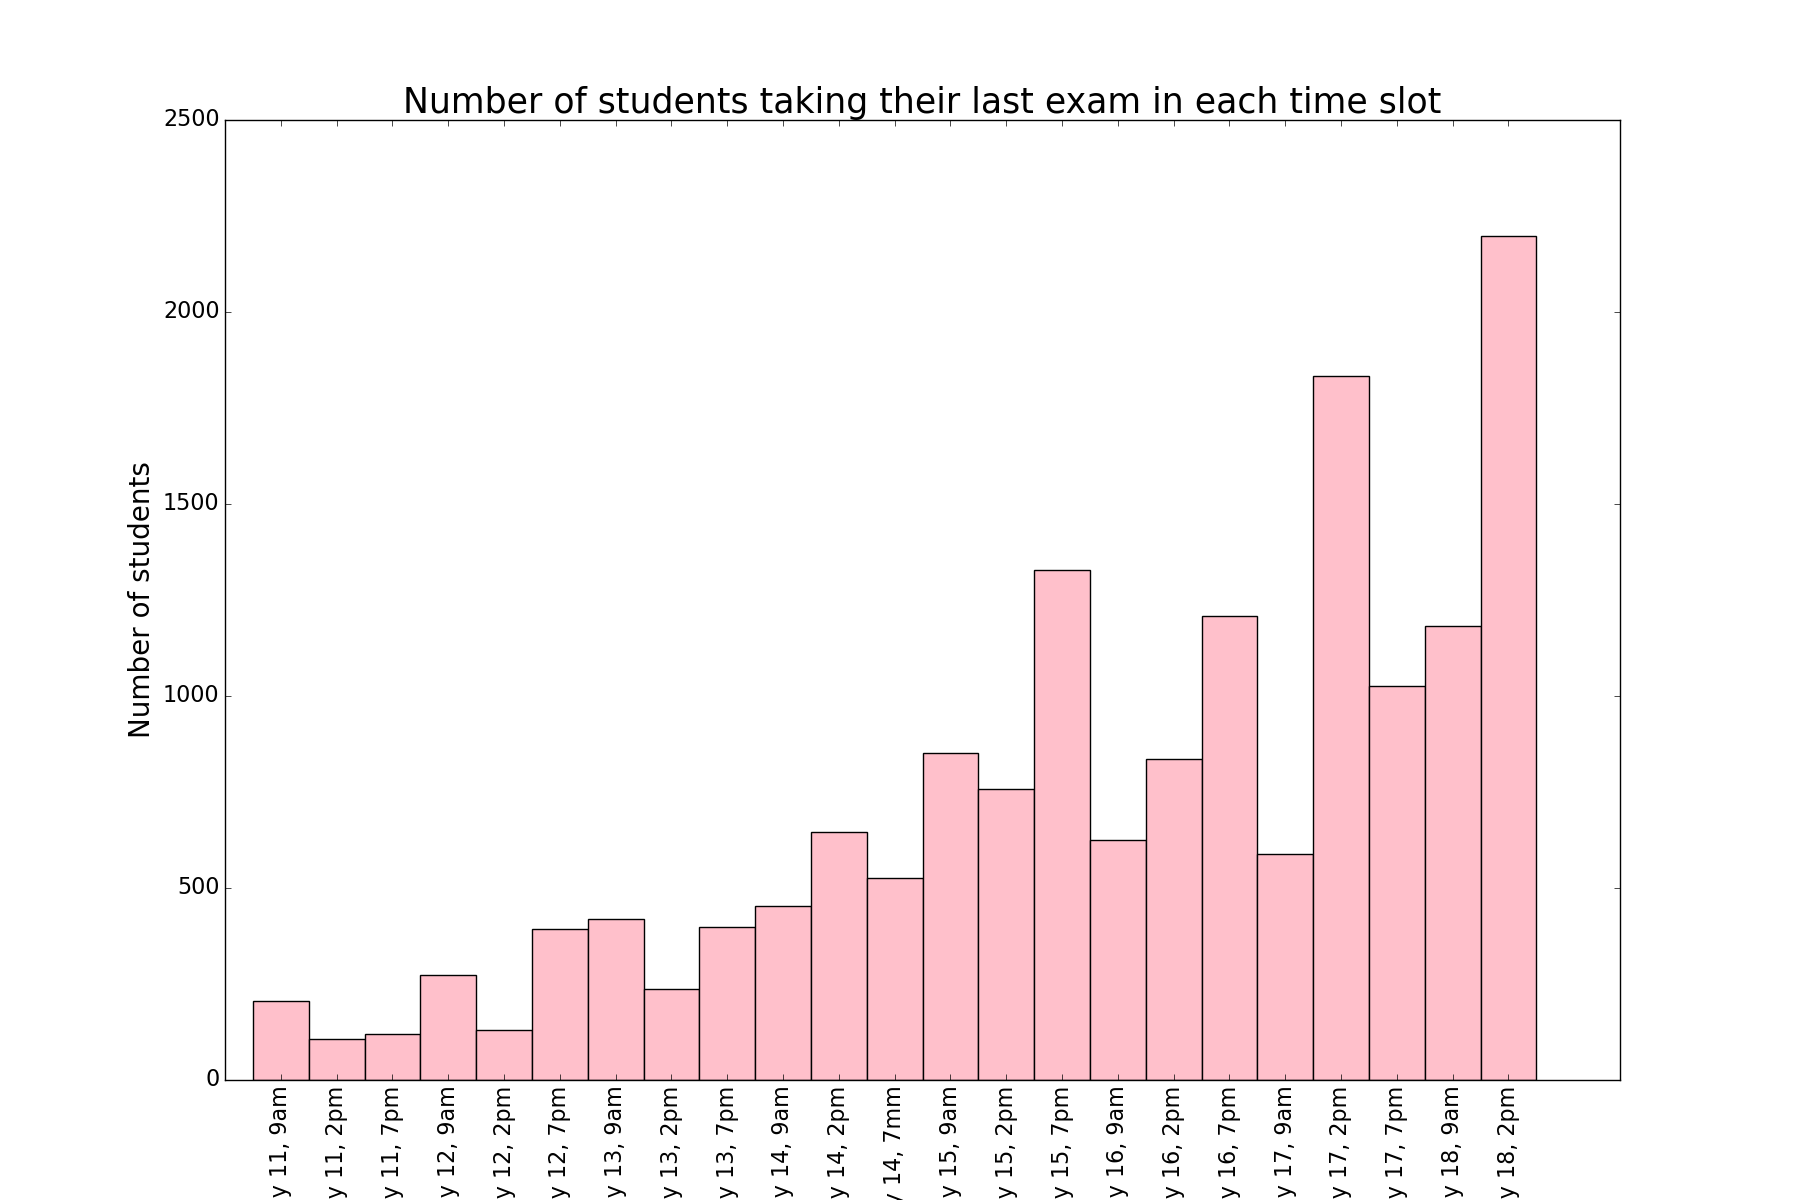 Number of students taking their last exam in each time slot
2500
2000
1500
1000
500
0
Number of students
y 11, 9am
y 11, 2pm
y 11, 7pm
y 12, 9am
y 12, 2pm
y 12, 7pm
y 13, 9am
y 13, 2pm
y 13, 7pm
y 14, 9am
y 14, 2pm
y 14, 7mm
y 15, 9am
y 15, 2pm
y 15, 7pm
y 16, 9am
y 16, 2pm
y 16, 7pm
y 17, 9am
y 17, 2pm
y 17, 7pm
y 18, 9am
y 18, 2pm